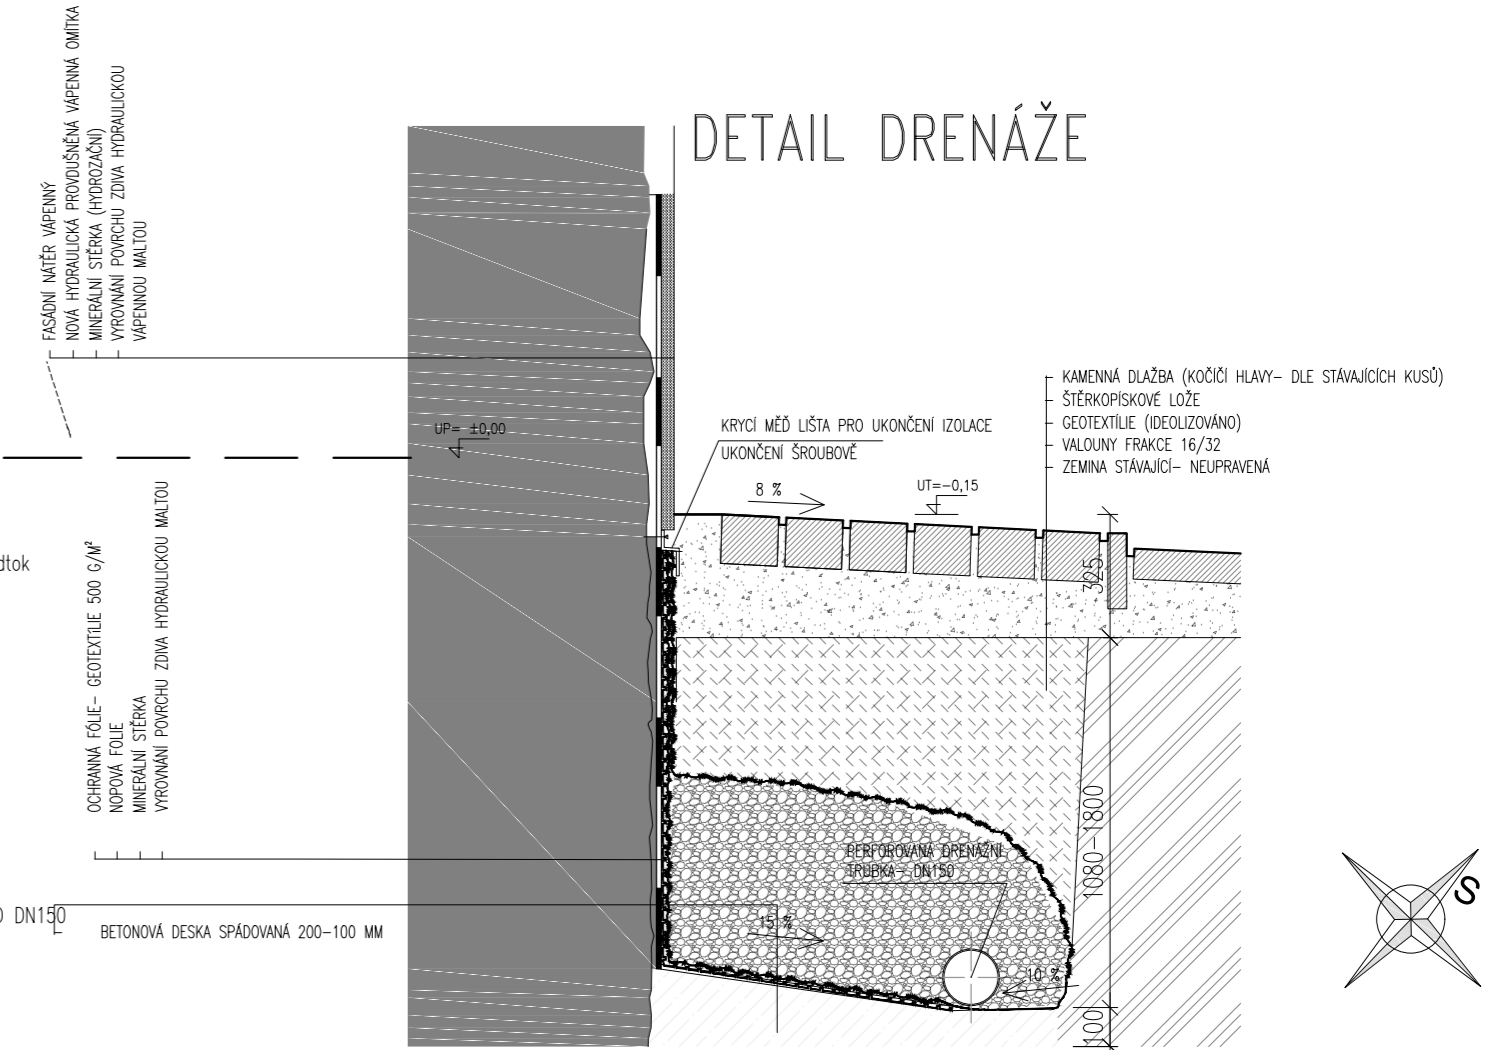 DETAIL DRENÁŽE
FASÁDNÍ NÁTĚR VÁPENNÝ
NOVÁ HYDRAULICKÁ PROVDUŠNĚNÁ VÁPENNÁ OMÍTKA
MINERÁLNÍ STĚRKA (HYDROZAČNÍ)
VYROVNÁNÍ POVRCHU ZDIVA HYDRAULICKOU
VÁPENNOU MALTOU
UP= ±0,00
KRYCÍ MĚĎ LIŠTA PRO UKONČENÍ IZOLACE
UKONČENÍ ŠROUBOVĚ
KAMENNÁ DLAŽBA (KOČÍČÍ HLAVY- DLE STÁVAJÍCÍCH KUSŮ)
ŠTĚRKOPÍSKOVÉ LOŽE
GEOTEXTÍLIE (IDEOLIZOVÁNO)
VALOUNY FRAKCE 16/32
ZEMINA STÁVAJÍCÍ- NEUPRAVENÁ
8 %
UT=-0,15
325
dtok
OCHRANNÁ FÓLIE- GEOTEXTILIE 500 G/M²
NOPOVÁ FOLIE
MINERÁLNÍ STĚRKA
VYROVNÁNÍ POVRCHU ZDIVA HYDRAULICKOU MALTOU
1080-1800
PERFOROVANÁ DRENÁŽNÍ
TRUBKA- DN150
15 %
10 %
DN150
BETONOVÁ DESKA SPÁDOVANÁ 200-100 MM
100
S